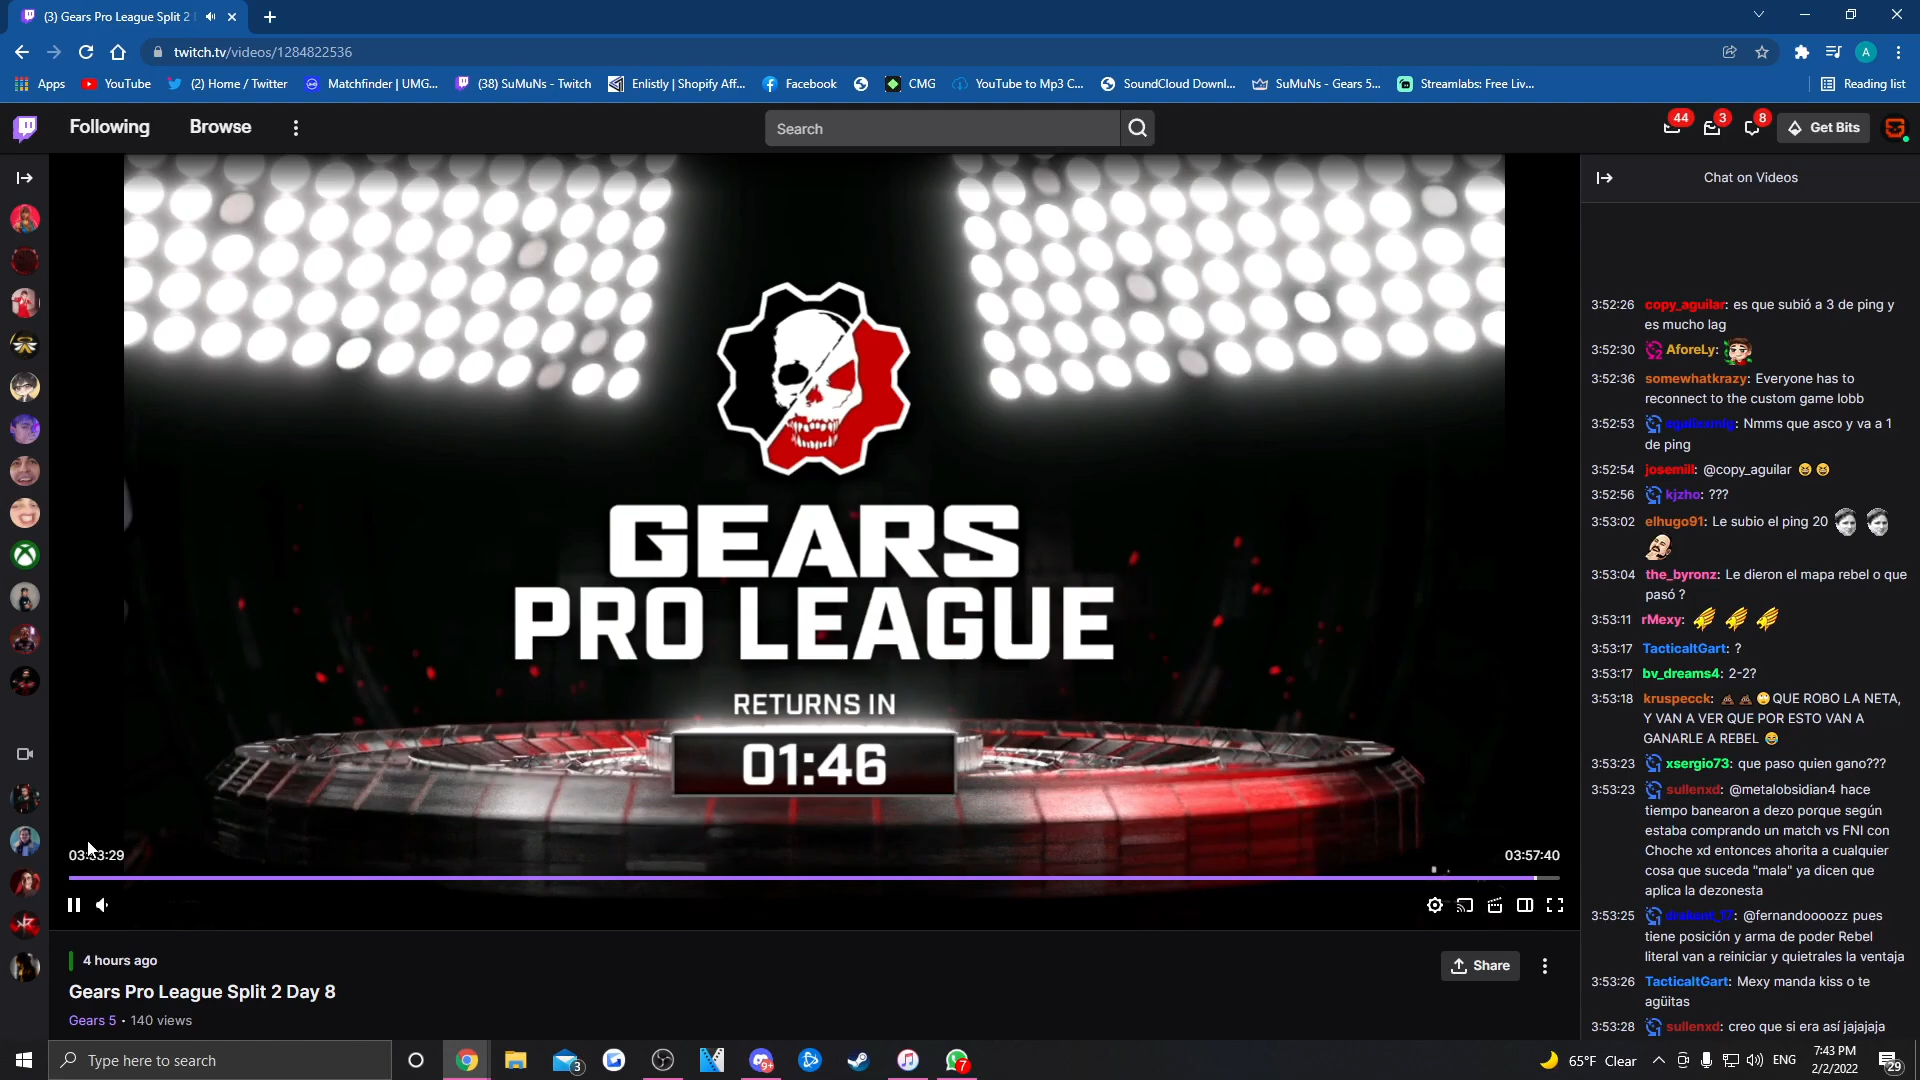 (3) Gears Pro League Split 2
twitch.tv/videos/1284822536
Apps YouTube (2) Home / Twitter Matchfinder | UMG... (38) SuMuNs - Twitch Enlistly | Shopify Aff... Facebook CMG YouTube to Mp3 C... SoundCloud Downl... SuMuNs - Gears 5... Streamlabs: Free Liv... Reading list
Following Browse Search 44 3 8 Get Bits
Chat on Videos
GEARS
PRO LEAGUE
RETURNS IN
01:46
03:53:29 03:57:40
4 hours ago
Share
Gears Pro League Split 2 Day 8
Gears 5 • 140 views
3:52:26 copy_aguilar: es que subió a 3 de ping y
es mucho lag
3:52:30 AforeLy:
3:52:36 somewhatkrazy: Everyone has to
reconnect to the custom game lobb
3:52:53 : Nmms que asco y va a 1
de ping
3:52:54 josemill: @copy_aguilar 😆 😆
3:52:56 kjzho: ???
3:53:02 elhugo91: Le subio el ping 20
3:53:04 the_byronz: Le dieron el mapa rebel o que
pasó ?
3:53:11 rMexy:
3:53:17 TacticaltGart: ?
3:53:17 bv_dreams4: 2-2?
3:53:18 kruspecck: 💩 💩 🙄 QUE ROBO LA NETA,
Y VAN A VER QUE POR ESTO VAN A
GANARLE A REBEL 😂
3:53:23 xsergio73: que paso quien gano???
3:53:23 sullenxd: @metalobsidian4 hace
tiempo banearon a dezo porque según
estaba comprando un match vs FNI con
Choche xd entonces ahorita a cualquier
cosa que suceda "mala" ya dicen que
aplica la dezonesta
3:53:25 : @fernandoooozz pues
tiene posición y arma de poder Rebel
literal van a reiniciar y quietrales la ventaja
3:53:26 TacticaltGart: Mexy manda kiss o te
agüitas
3:53:28 sullenxd: creo que si era así jajajaja
Type here to search
3 9+ 7
65°F Clear ENG 7:43 PM
2/2/2022 29